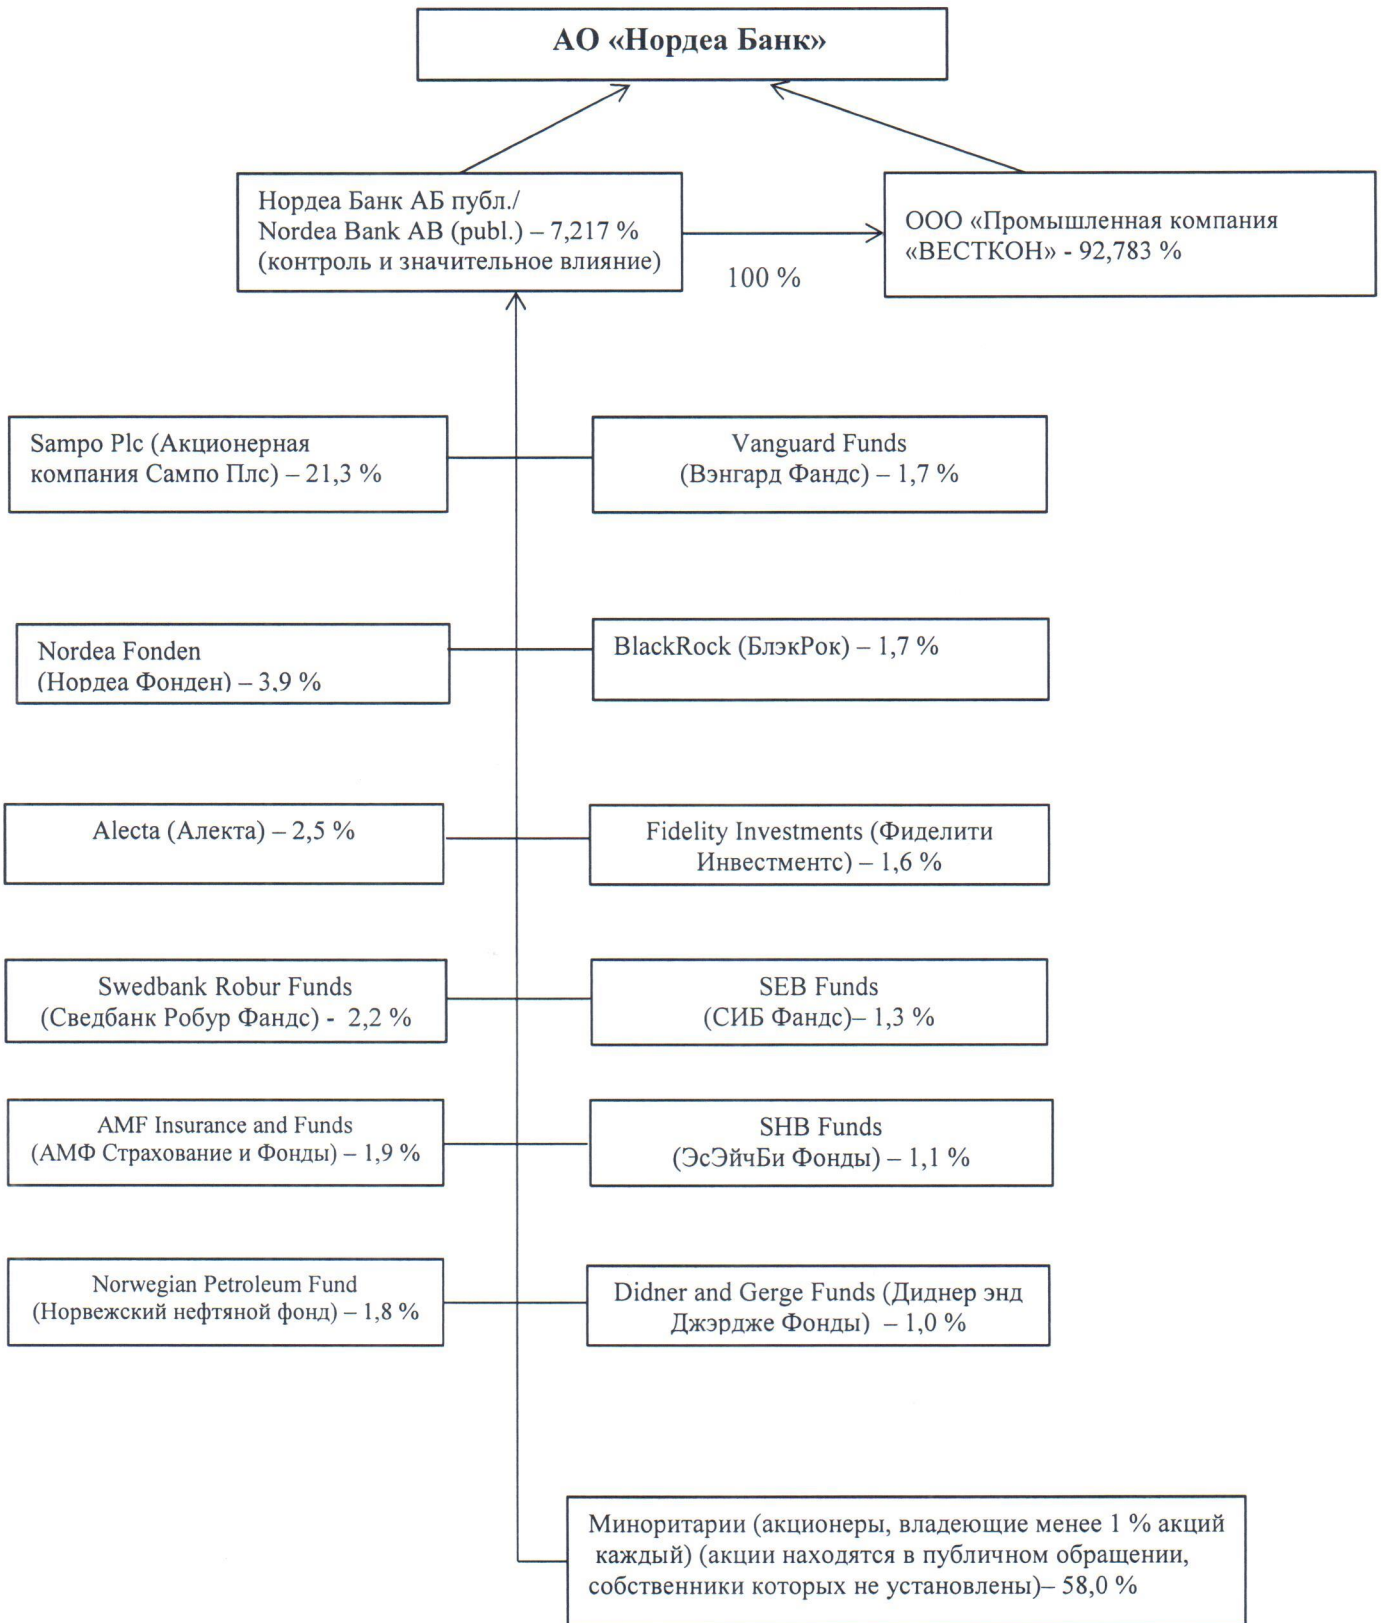 АО «Нордеа Банк»
Нордеа Банк АБ публ./
Nordea Bank AB (publ.) – 7,217 %
(контроль и значительное влияние)
100 %
ООО «Промышленная компания
«ВЕСТКОН» - 92,783 %
Sampo Plc (Акционерная
компания Сампо Плс) – 21,3 %
Vanguard Funds
(Вэнгард Фандс) – 1,7 %
Nordea Fonden
(Нордеа Фонден) – 3,9 %
BlackRock (БлэкРок) – 1,7 %
Alecta (Алекта) – 2,5 %
Fidelity Investments (Фиделити
Инвестментс) – 1,6 %
Swedbank Robur Funds
(Сведбанк Робур Фандс) - 2,2 %
SEB Funds
(СИБ Фандс)– 1,3 %
AMF Insurance and Funds
(АМФ Страхование и Фонды) – 1,9 %
SHB Funds
(ЭсЭйчБи Фонды) – 1,1 %
Norwegian Petroleum Fund
(Норвежский нефтяной фонд) – 1,8 %
Didner and Gerge Funds (Диднер энд
Джэрдже Фонды) – 1,0 %
Миноритарии (акционеры, владеющие менее 1 % акций
каждый) (акции находятся в публичном обращении,
собственники которых не установлены)– 58,0 %